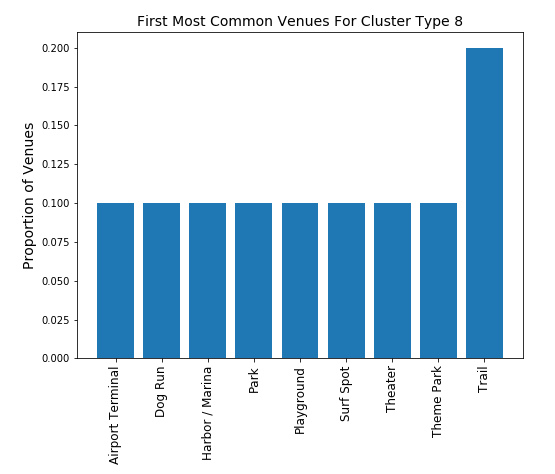 First Most Common Venues For Cluster Type 8
Proportion of Venues
0.200
0.175
0.150
0.125
0.100
0.075
0.050
0.025
0.000
Airport Terminal
Dog Run
Harbor / Marina
Park
Playground
Surf Spot
Theater
Theme Park
Trail